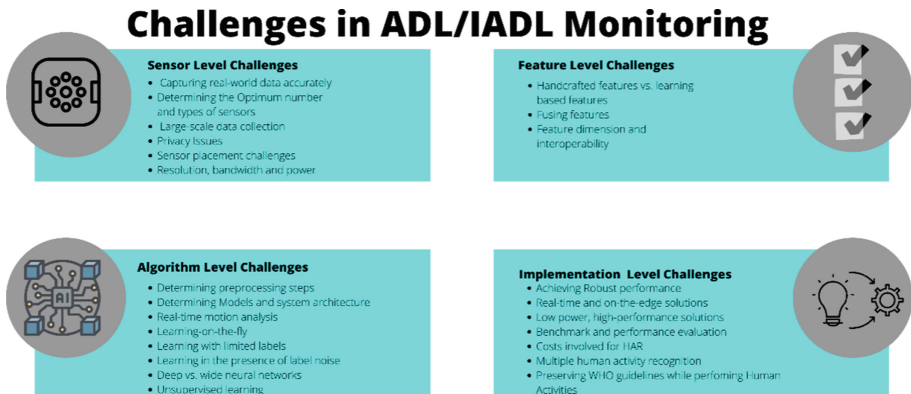 Challenges in ADL/IADL Monitoring
Sensor Level Challenges
Capturing real-world data accurately
Determining the Optimum number
and types of sensors
Large-scale data collection
Privacy Issues
Sensor placement challenges
Resolution, bandwidth and power
Feature Level Challenges
Handcrafted features vs. learning
based features
Fusing features
Feature dimension and
interoperability
Algorithm Level Challenges
Determining preprocessing steps
Determining Models and system architecture
Real-time motion analysis
Learning-on-the-fly
Learning with limited labels
Learning in the presence of label noise
Deep vs. wide neural networks
Unsupervised learning
AI
Implementation Level Challenges
Achieving Robust performance
Real-time and on-the-edge solutions
Low power, high-performance solutions
Benchmark and performance evaluation
Costs involved for HAR
Multiple human activity recognition
Preserving WHO guidelines while perfoming Human
Activities